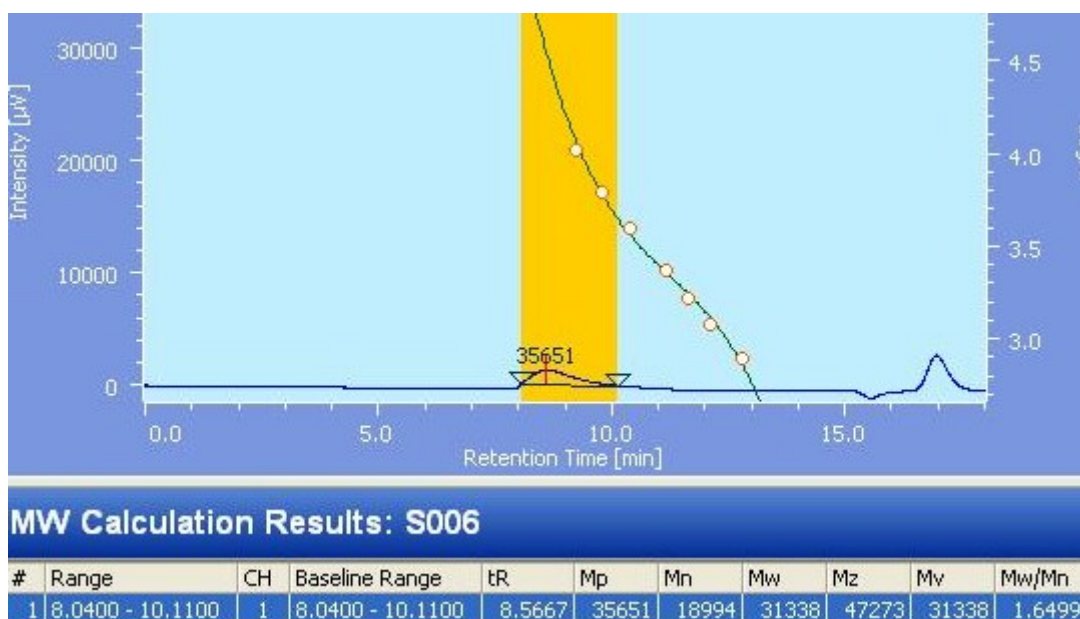 30000
20000
10000
0
Intensity [µV]
4.5
4.0
3.5
3.0
35651
0.0 5.0 10.0 15.0
Retention Time [min]
MW Calculation Results: S006
# Range CH Baseline Range tR Mp Mn Mw Mz Mv Mw/Mn
1 8.0400 - 10.1100 1 8.0400 - 10.1100 8.5667 35651 18994 31338 47273 31338 1.6499